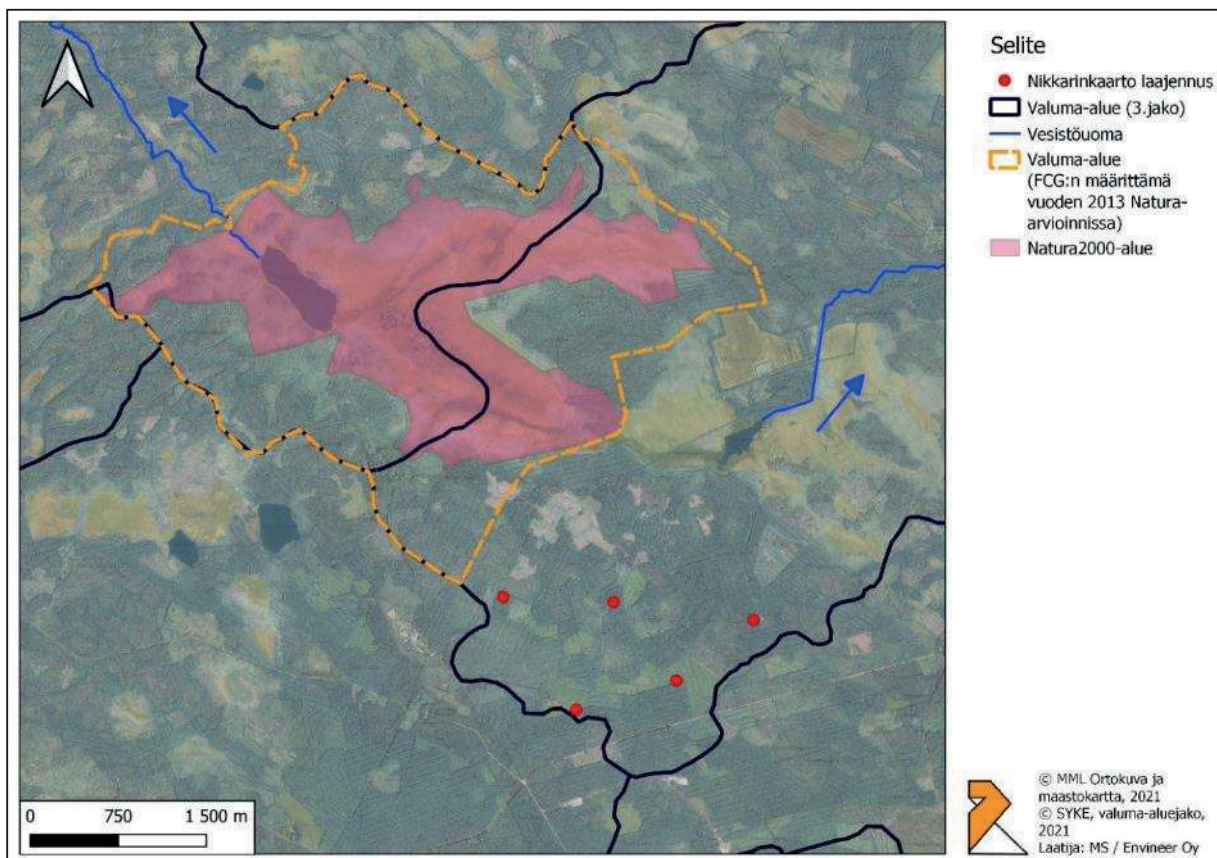 Selite
Nikkarinkaarto laajennus
Valuma-alue (3.jako)
Vesistöuoma
Valuma-alue
(FCG:n määrittämä
vuoden 2013 Natura-
arvioinnissa)
Natura2000-alue
0 750 1 500 m
© MML Ortokuva ja
maastokartta, 2021
© SYKE, valuma-aluejako,
2021
Laatija: MS / Envineer Oy